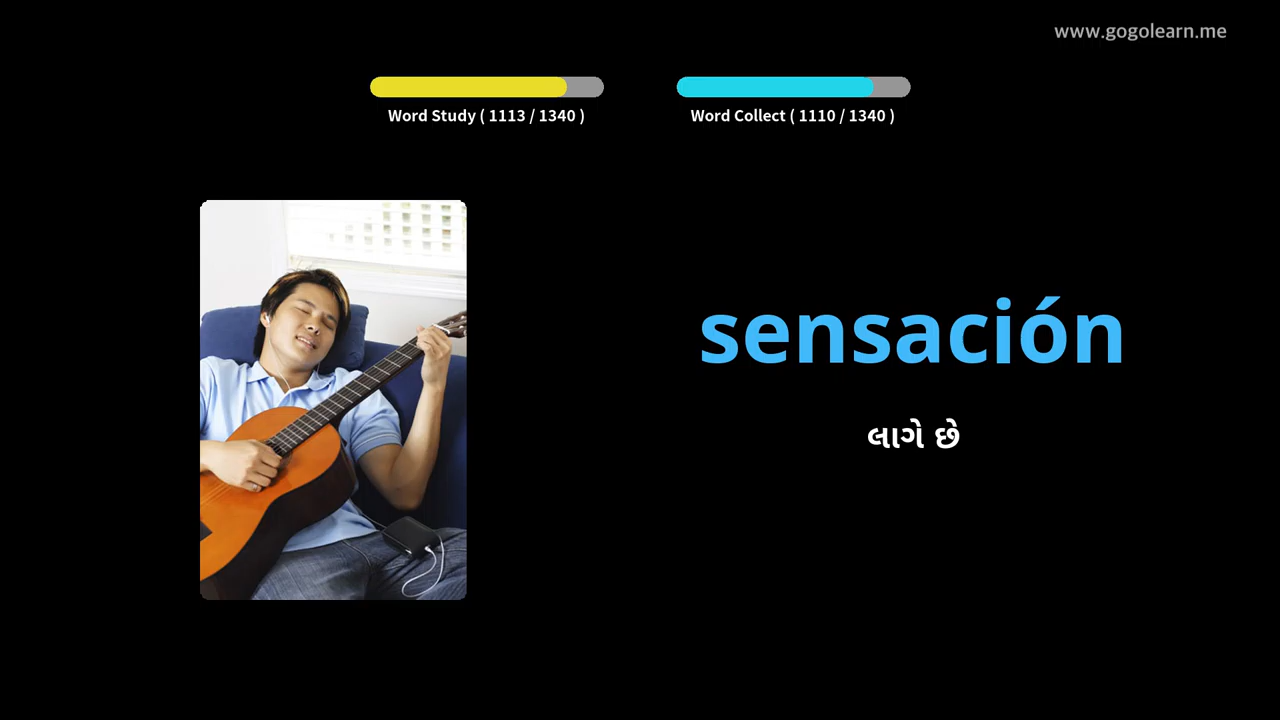 www.gogolearn.me
Word Study ( 1113 / 1340 )
Word Collect ( 1110 / 1340 )
sensación
લાગે છે